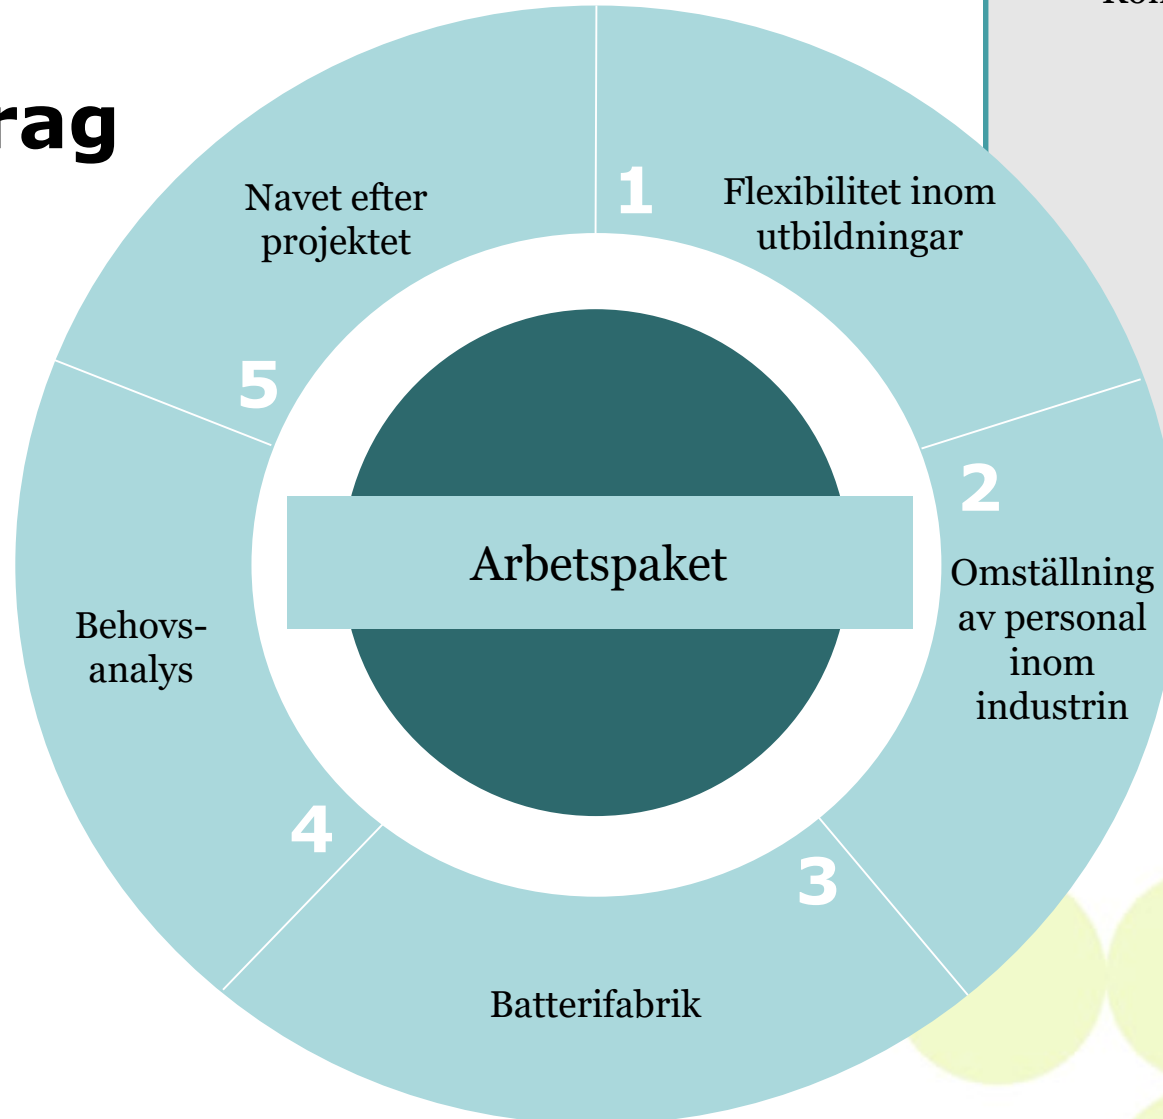 1
Flexibilitet inom
utbildningar
2
Omställning
av personal
inom
industrin
3
Batterifabrik
4
Behovs-
analys
5
Navet efter
projektet
Arbetspaket